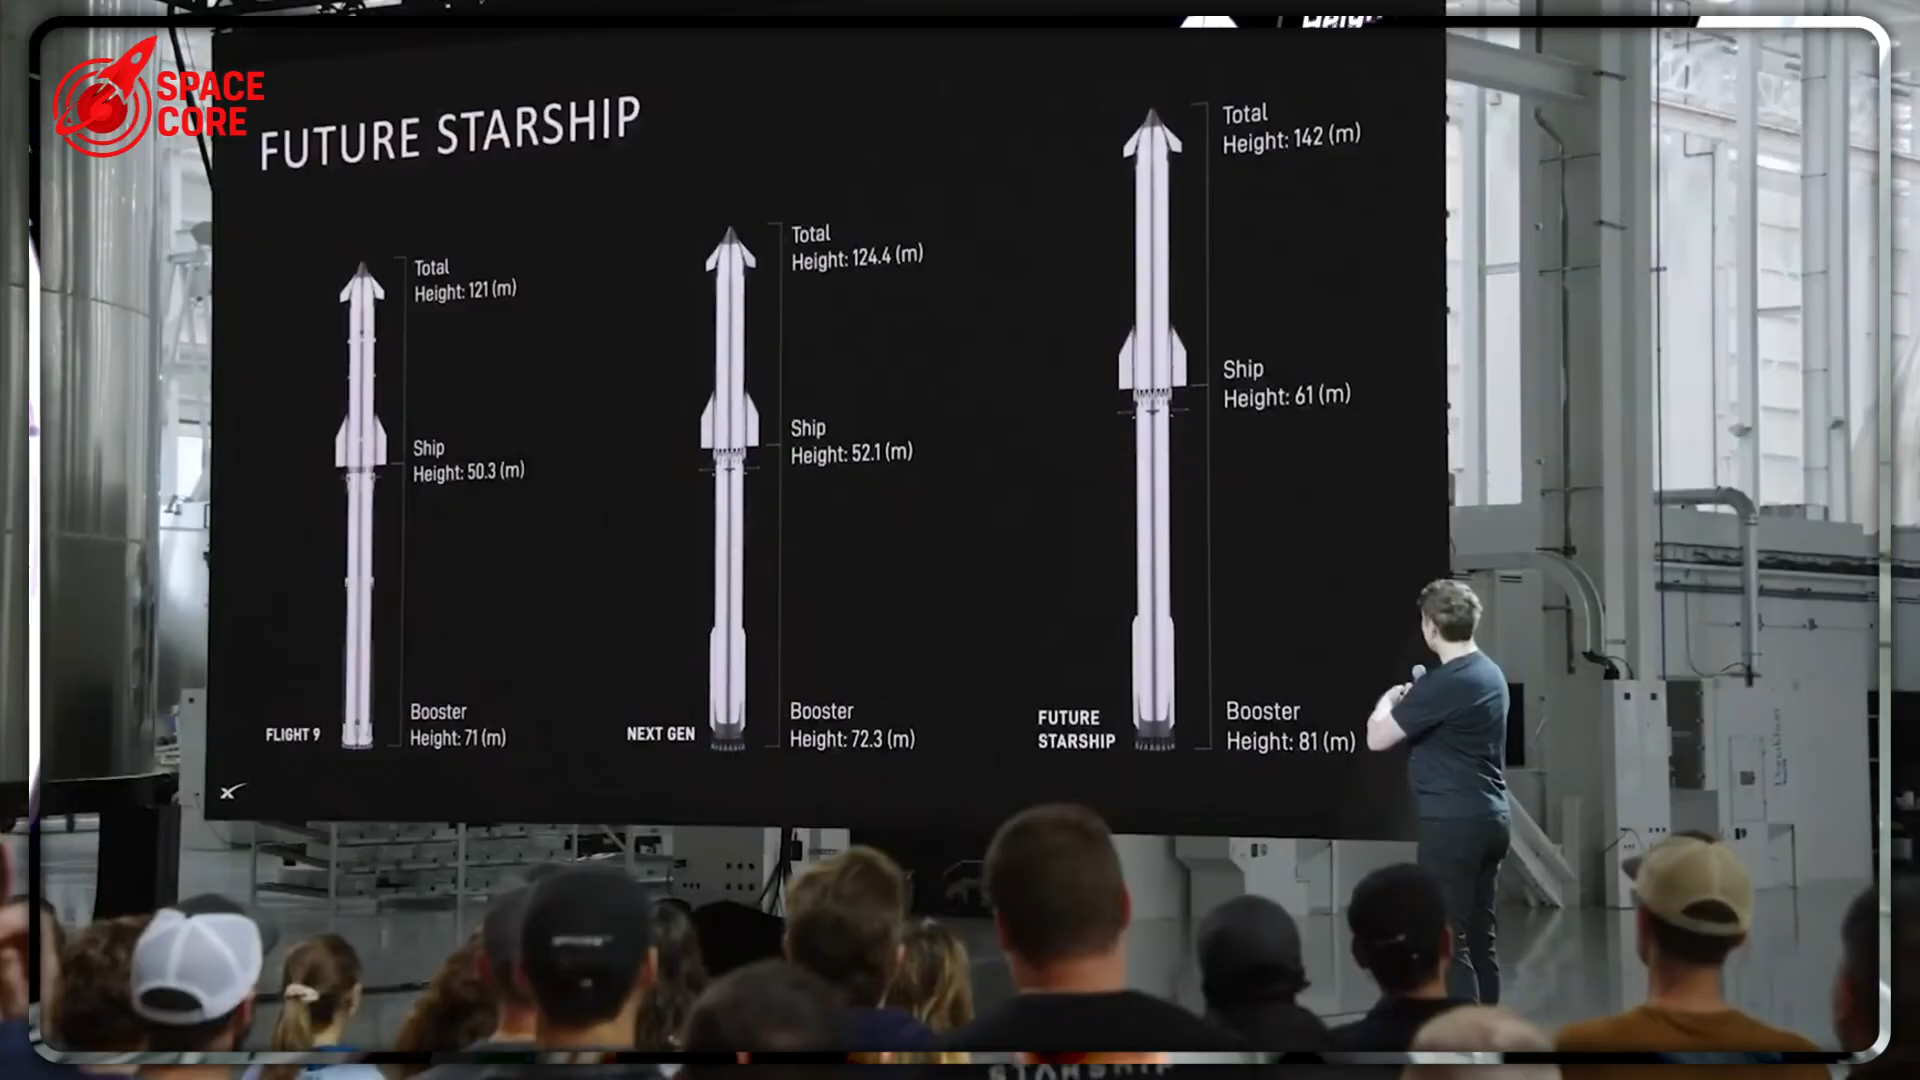 SPACE
CORE
FUTURE STARSHIP
Total
Height: 121 (m)
Ship
Height: 50.3 (m)
Booster
Height: 71 (m)
FLIGHT 9
Total
Height: 124.4 (m)
Ship
Height: 52.1 (m)
Booster
Height: 72.3 (m)
NEXT GEN
Total
Height: 142 (m)
Ship
Height: 61 (m)
Booster
Height: 81 (m)
FUTURE
STARSHIP
STARSHIP